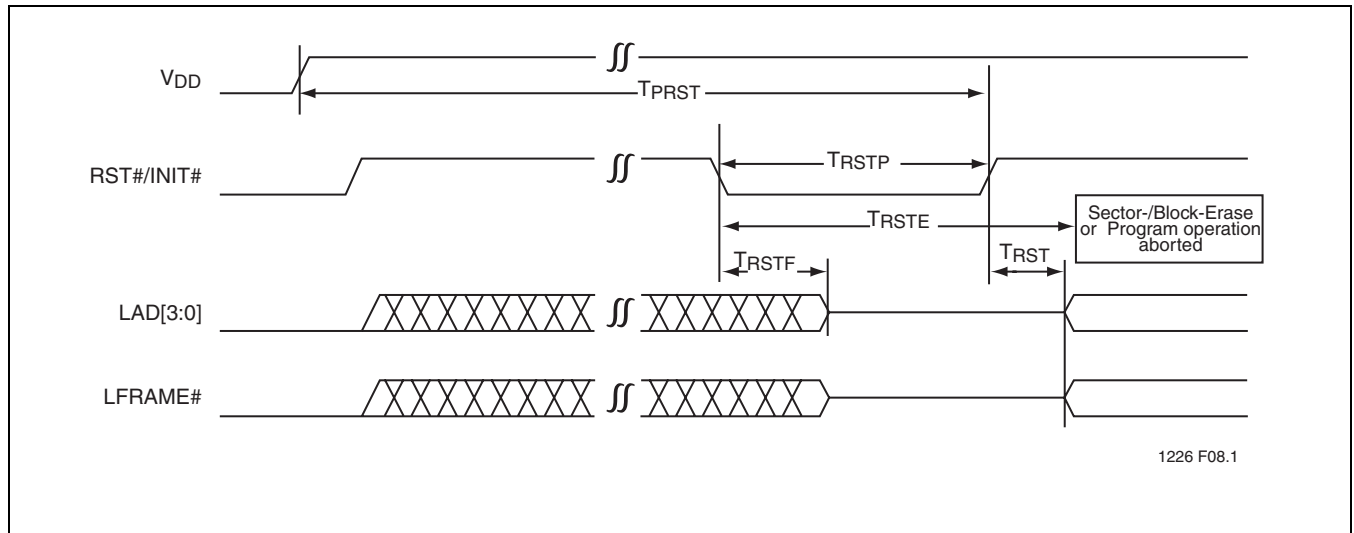 VDD
TPRST
RST#/INIT#
TRSTP
TRSTE
Sector-/Block-Erase
or Program operation
aborted
TRSTF
TRST
LAD[3:0]
LFRAME#
1226 F08.1